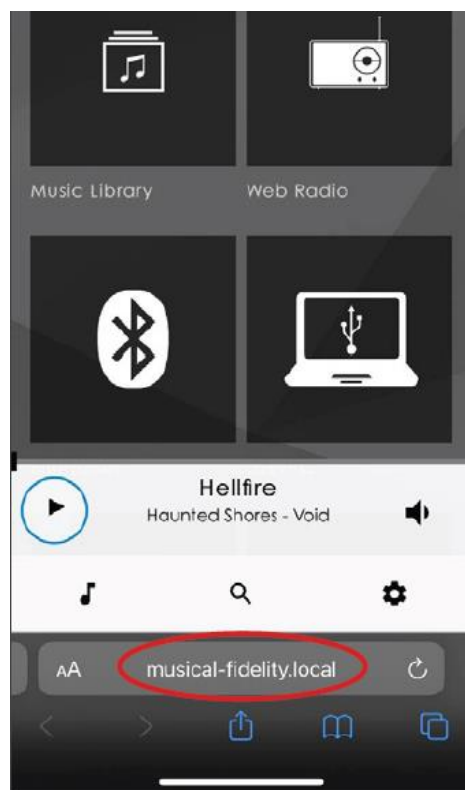 Music Library
Web Radio
Hellfire
Haunted Shores - Void
AA
musical-fidelity.local